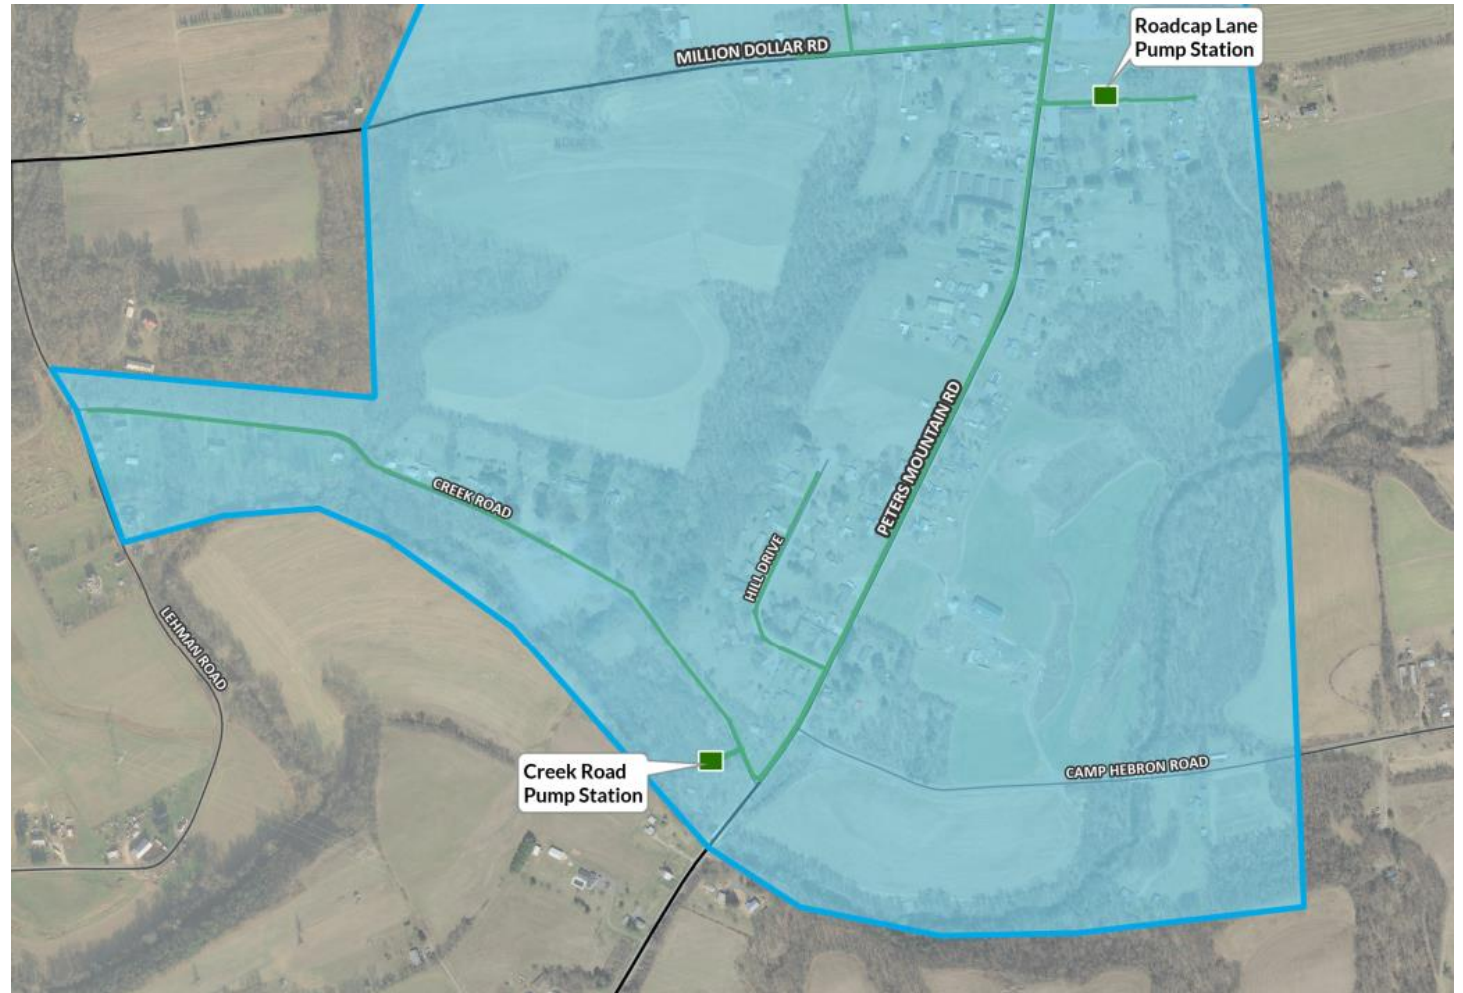 Roadcap Lane
Pump Station
MILLION DOLLAR RD
PETERS MOUNTAIN RD
CREEK ROAD
HILL DRIVE
LEHMAN ROAD
Creek Road
Pump Station
CAMP HEBRON ROAD